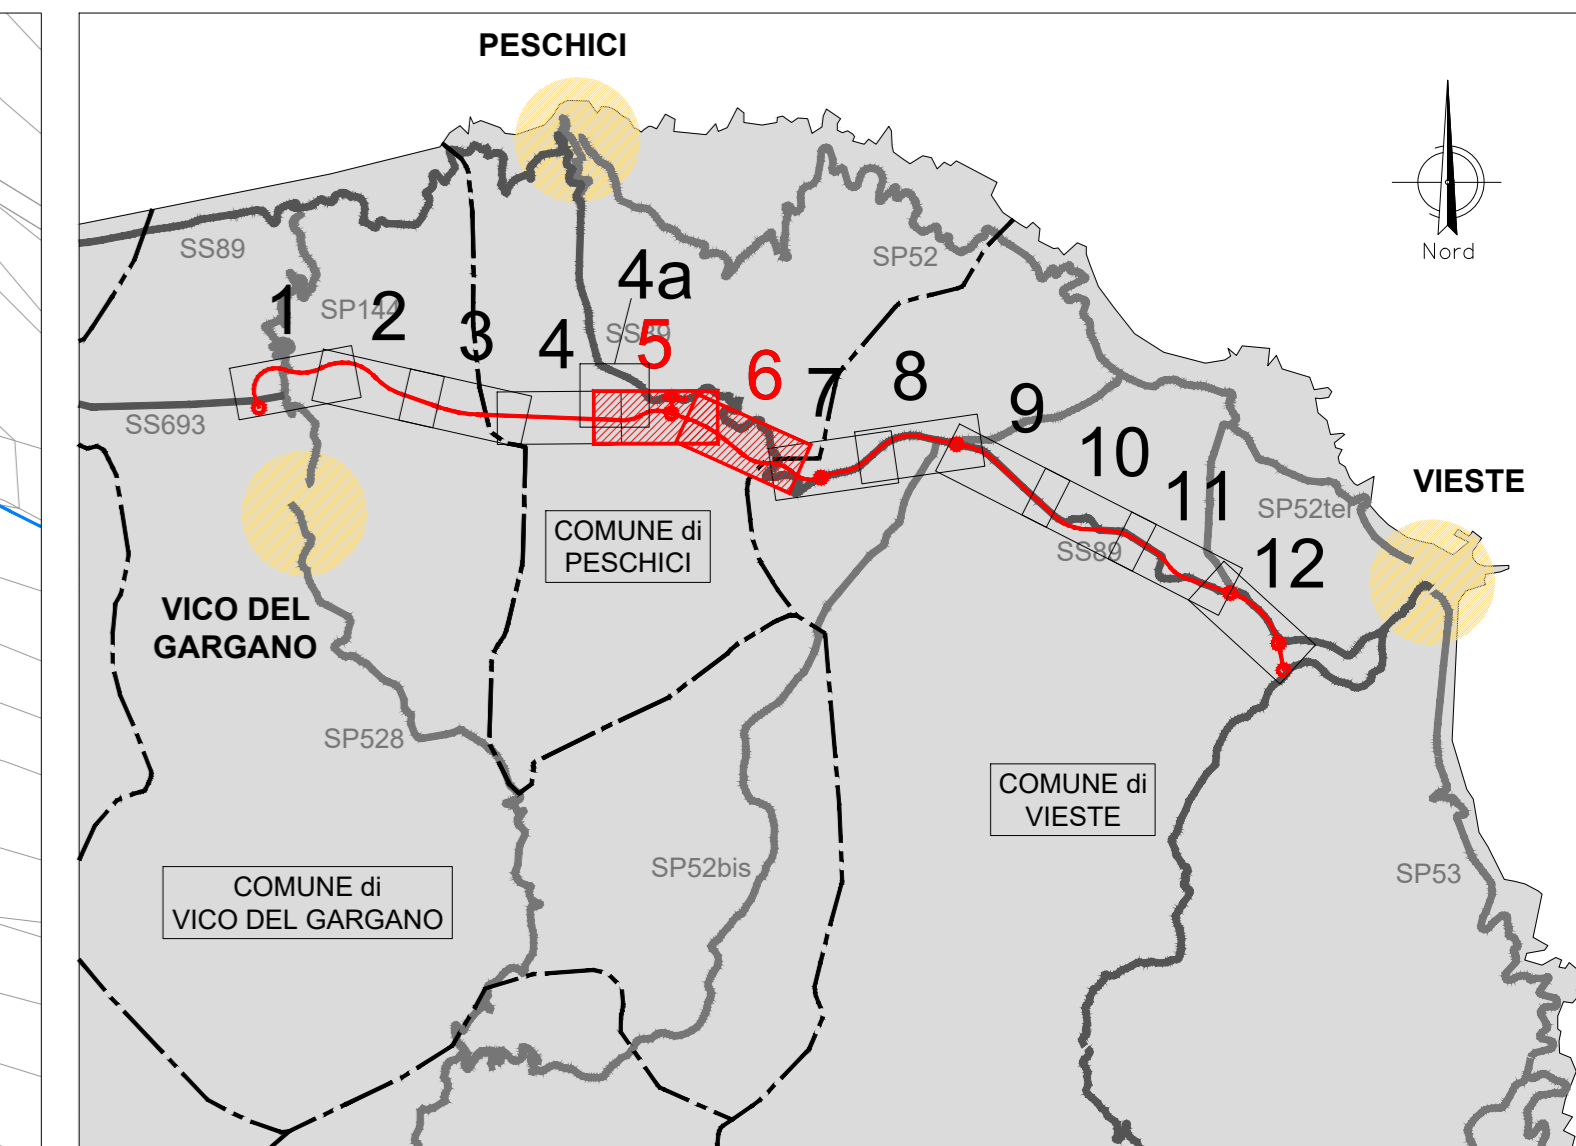 PESCHICI
Nord
SS89
SP52
4a
1
SP144
2
3
4
SS89
5
6
7
8
9
10
11
12
SS693
SP52ter
VIESTE
COMUNE di
PESCHICI
SS89
VICO DEL
GARGANO
SP528
COMUNE di
VIESTE
SP52bis
SP53
COMUNE di
VICO DEL GARGANO